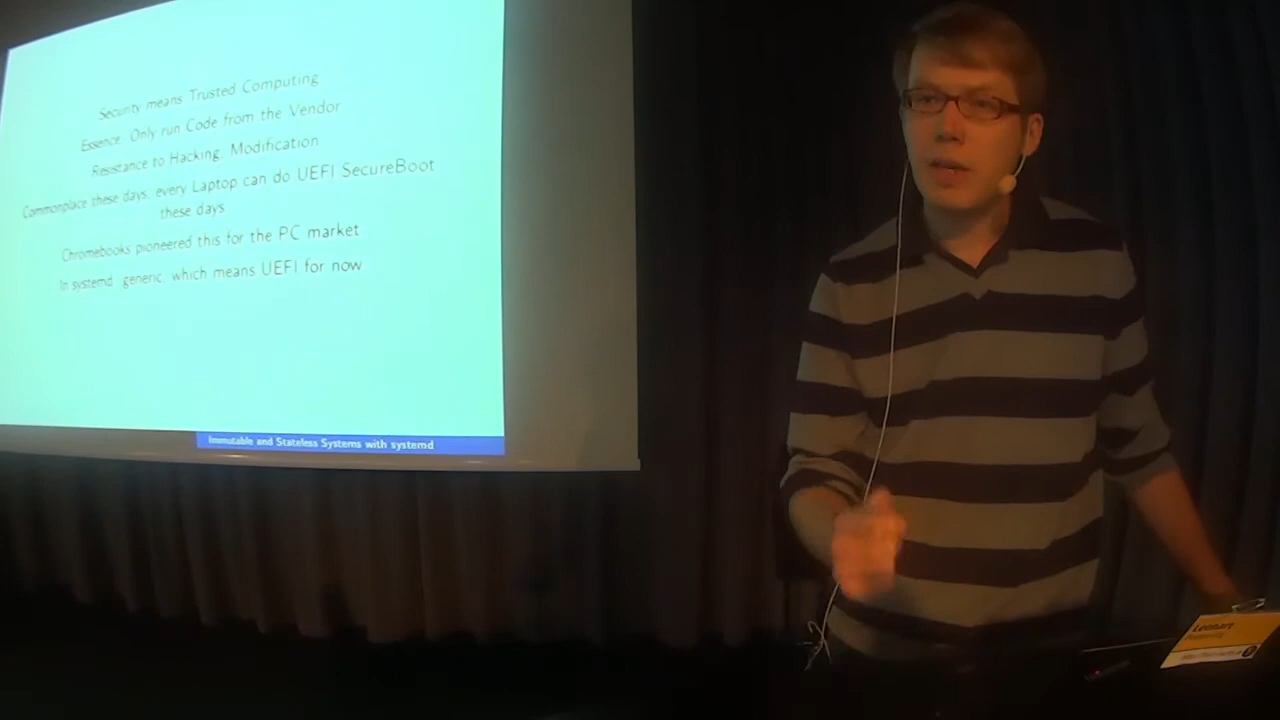 Security means Trusted Computing
Essence: Only run Code from the Vendor
Resistance to Hacking, Modification
Commonplace these days, every Laptop can do UEFI SecureBoot
these days
Chromebooks pioneered this for the PC market
In systemd: generic, which means UEFI for now
Immutable and Stateless Systems with systemd
Lennart